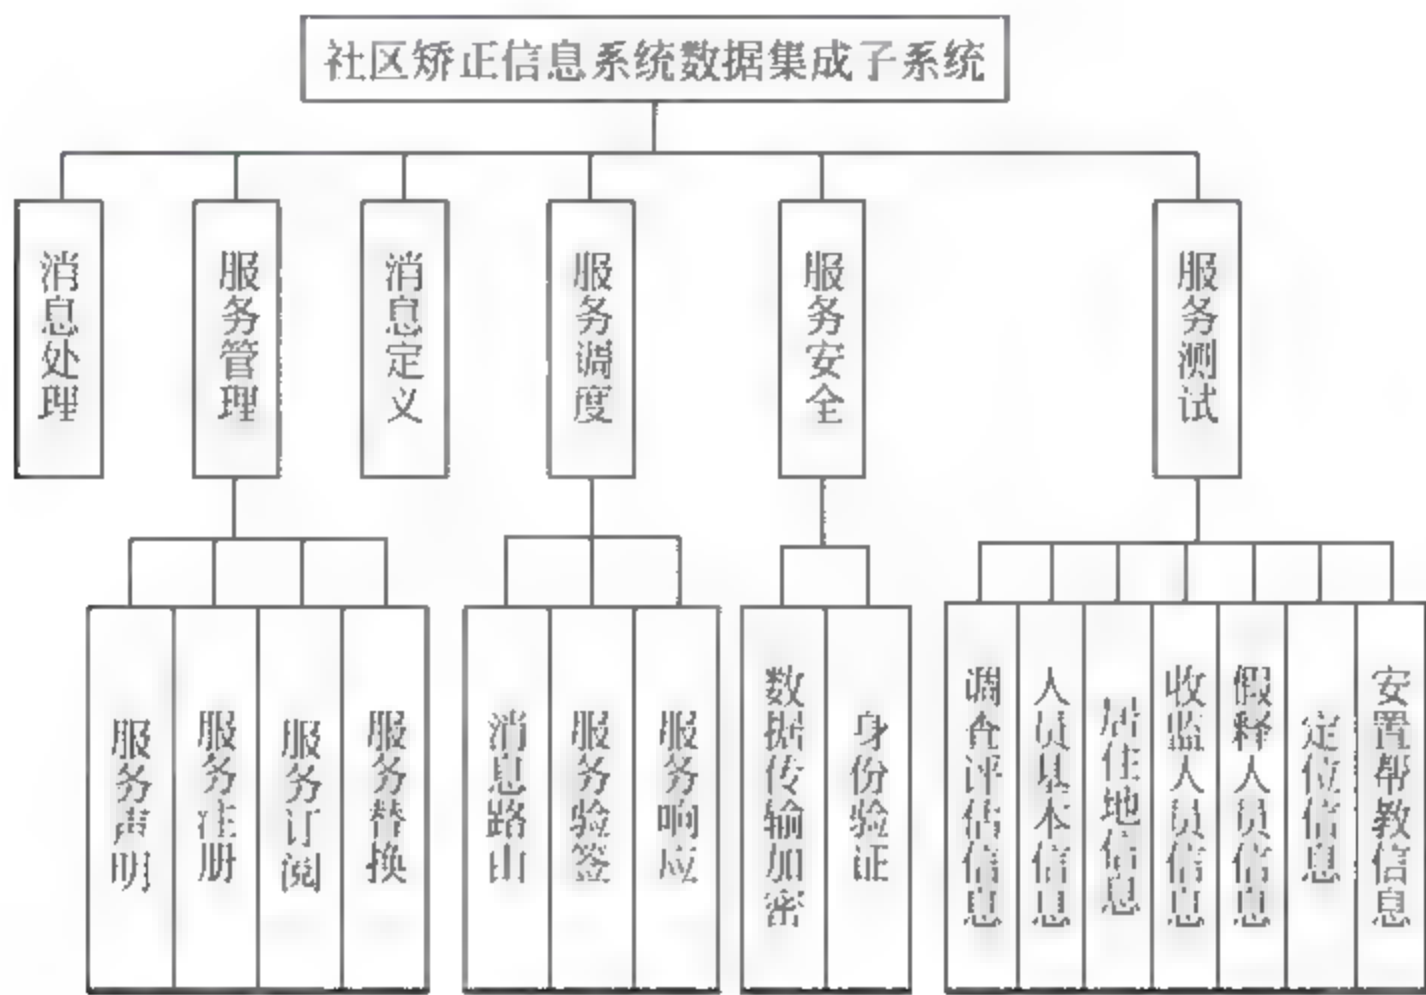 社区矫正信息系统数据集成子系统
消息处理
服务管理
消息定义
服务调度
服务安全
服务测试
服务声明
服务注册
服务订阅
服务替换
消息路由
服务验签
服务响应
数据传输加密
身份验证
调查评估信息
人员基本信息
居住地信息
收监人员信息
假释人员信息
定位信息
安置帮教信息